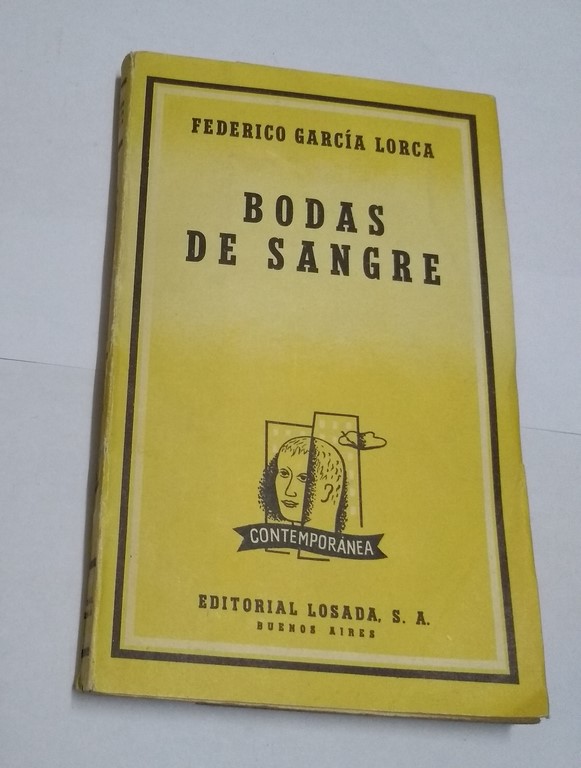 FEDERICO GARCÍA LORCA
BODAS
DE SANGRE
CONTEMPORÁNEA
EDITORIAL LOSADA, S. A.
BUENOS AIRES